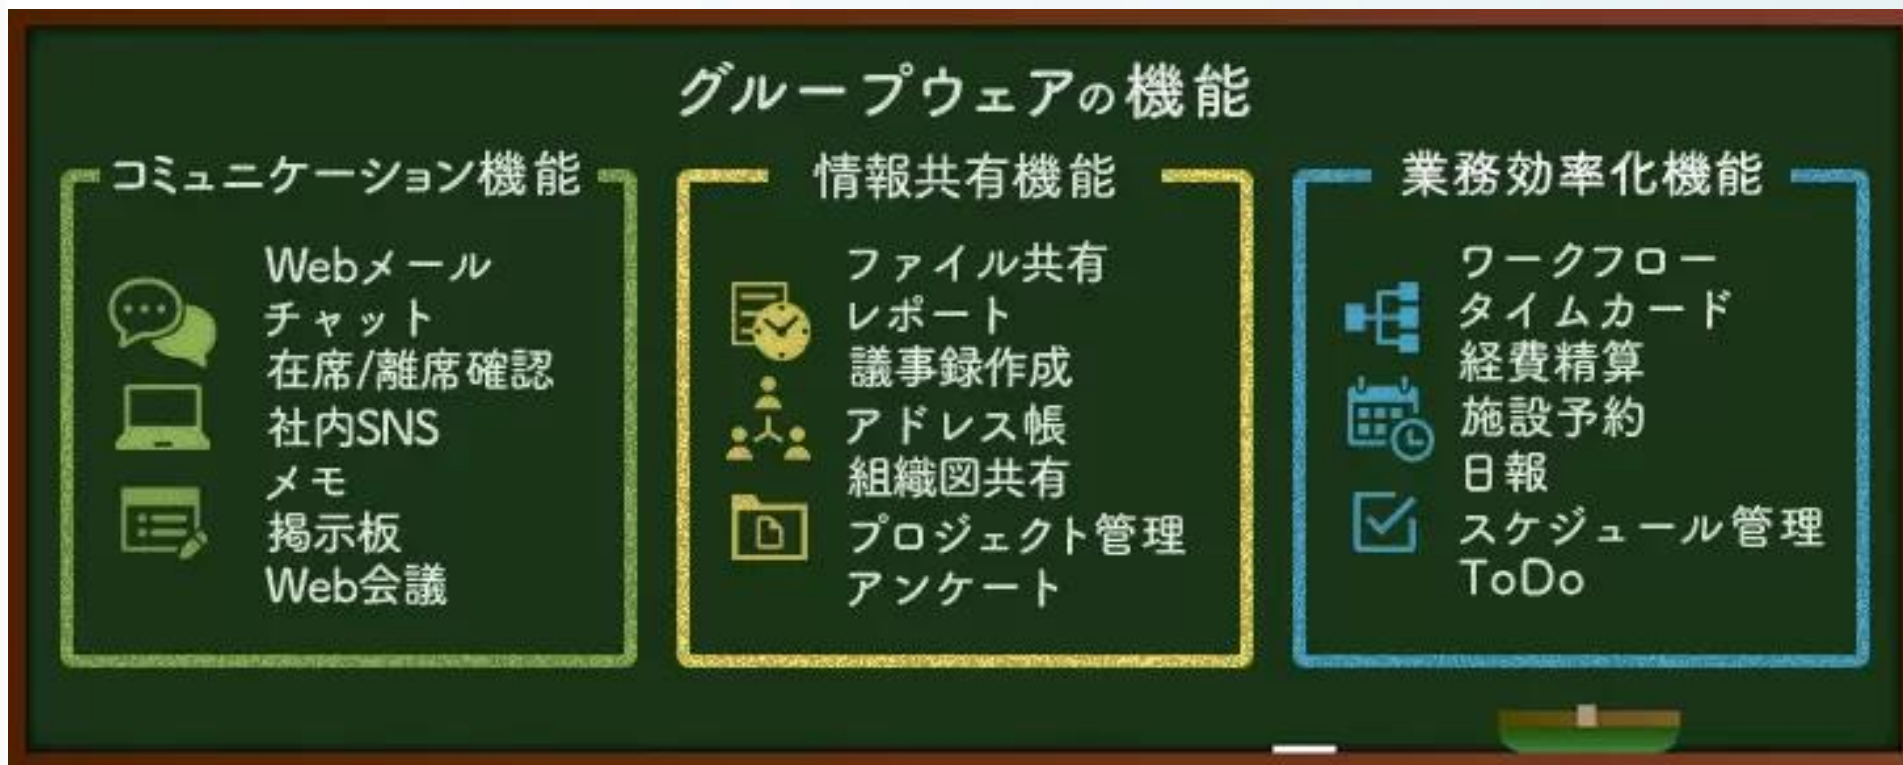 グループウェアの機能
コミュニケーション機能
Webメール
チャット
在席/離席確認
社内SNS
メモ
掲示板
Web会議
情報共有機能
ファイル共有
レポート
議事録作成
アドレス帳
組織図共有
プロジェクト管理
アンケート
業務効率化機能
ワークフロー
タイムカード
経費精算
施設予約
日報
スケジュール管理
ToDo